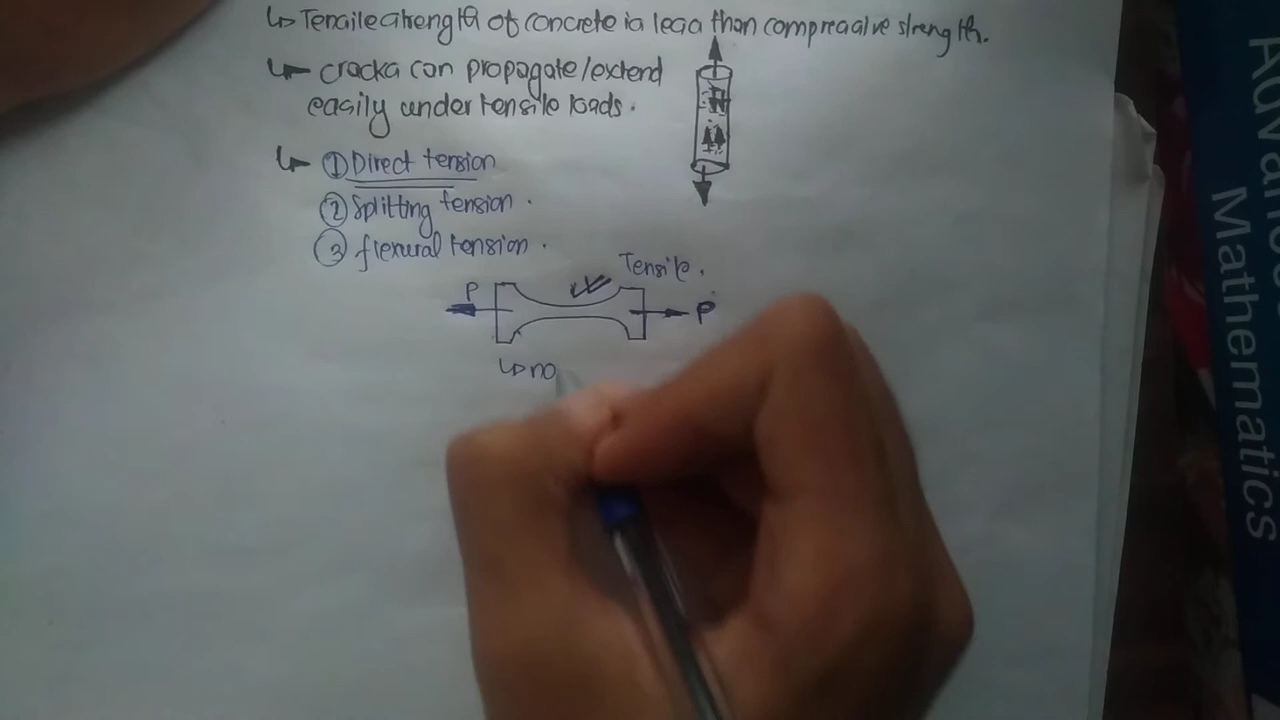 ↳ Tensile strength of concrete is less than compressive strength.
↳ cracks can propagate/extend
easily under tensile loads.
↳ ① Direct tension
② Splitting tension.
③ flexural tension.
Tensile.
P
P
↳ no
Mathematics